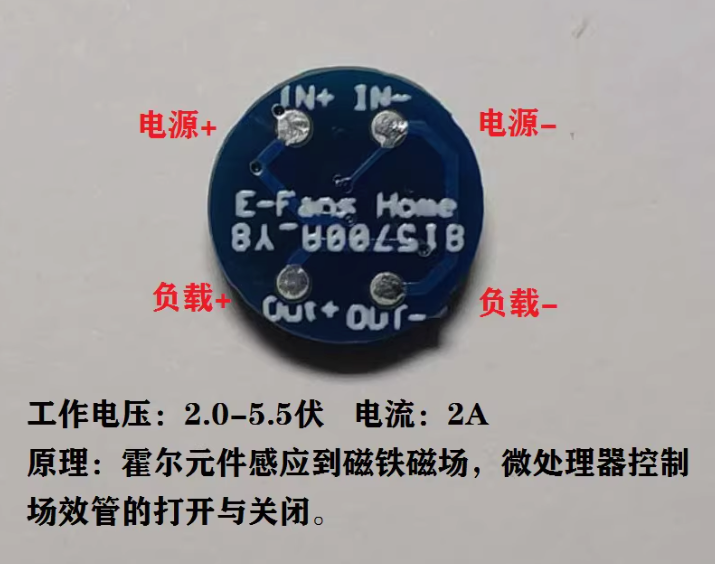 IN+ IN-
电源+ 电源-
E-Fans Home
负载+ 负载-
OUT+ OUT-
工作电压：2.0-5.5伏 电流：2A
原理：霍尔元件感应到磁铁磁场，微处理器控制
场效管的打开与关闭。